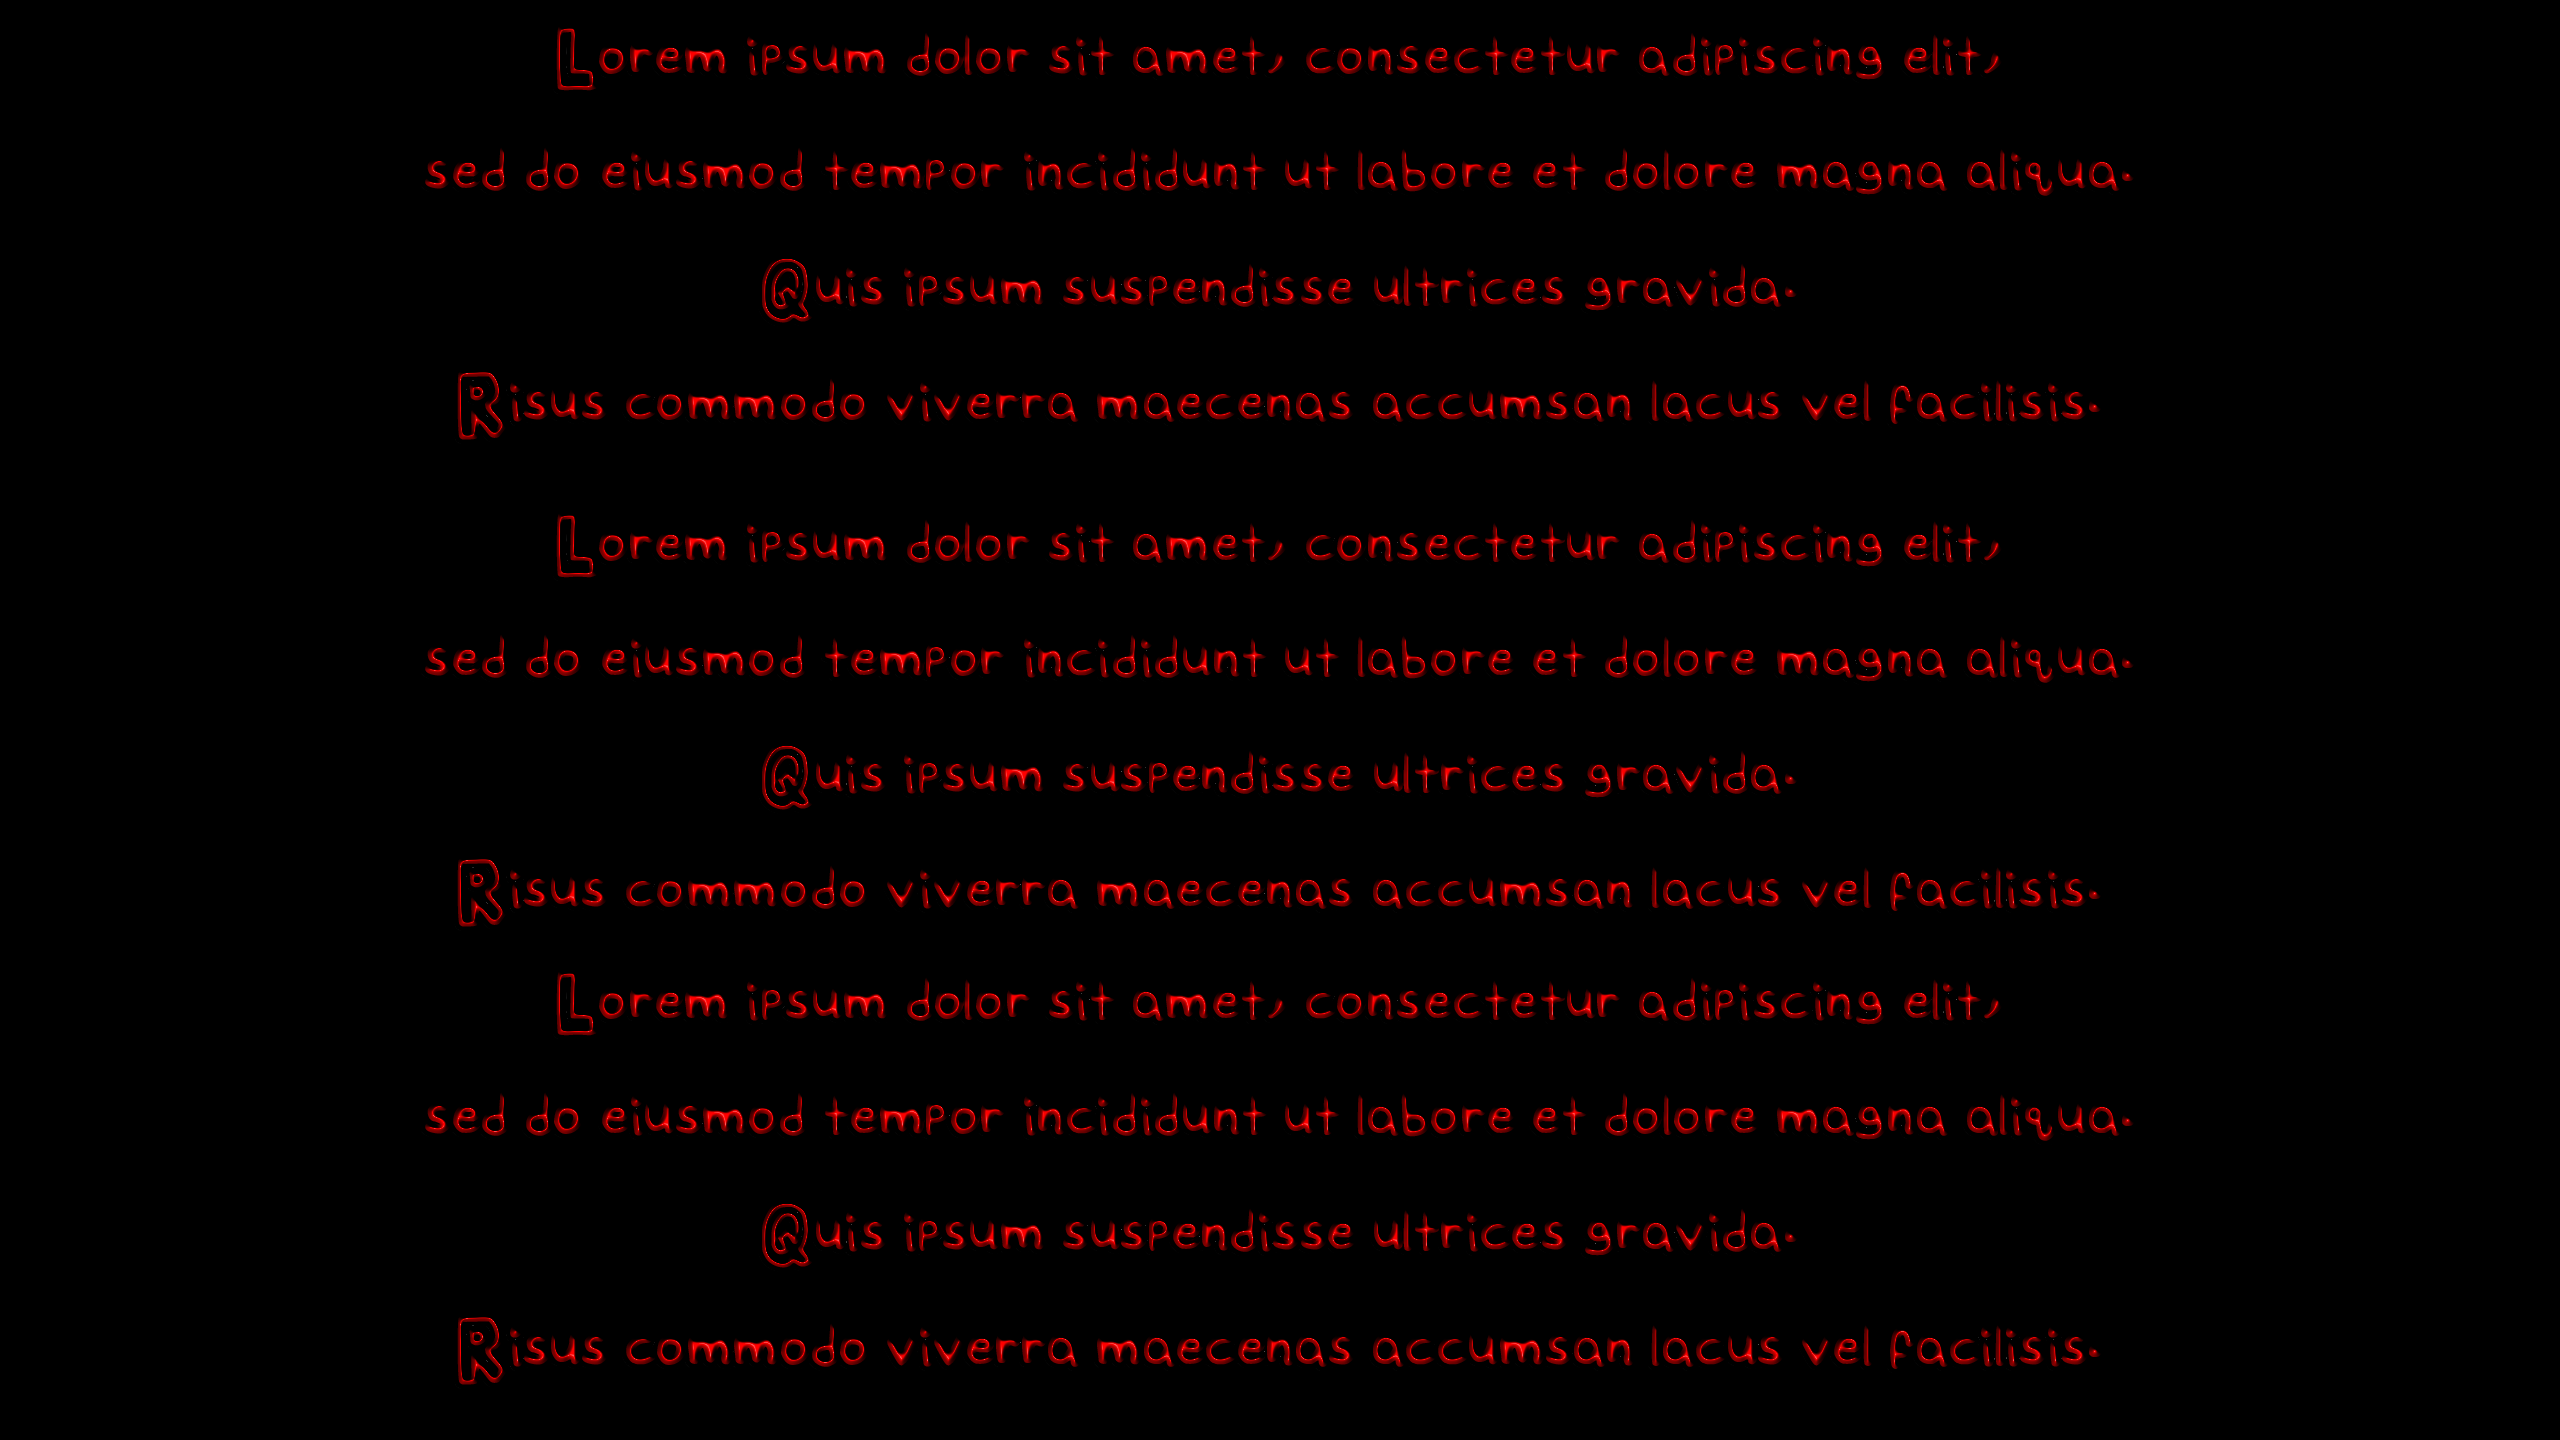 Lorem ipsum dolor sit amet, consectetur adipiscing elit,
sed do eiusmod tempor incididunt ut labore et dolore magna aliqua.
Quis ipsum suspendisse ultrices gravida.
Risus commodo viverra maecenas accumsan lacus vel facilisis.
Lorem ipsum dolor sit amet, consectetur adipiscing elit,
sed do eiusmod tempor incididunt ut labore et dolore magna aliqua.
Quis ipsum suspendisse ultrices gravida.
Risus commodo viverra maecenas accumsan lacus vel facilisis.
Lorem ipsum dolor sit amet, consectetur adipiscing elit,
sed do eiusmod tempor incididunt ut labore et dolore magna aliqua.
Quis ipsum suspendisse ultrices gravida.
Risus commodo viverra maecenas accumsan lacus vel facilisis.